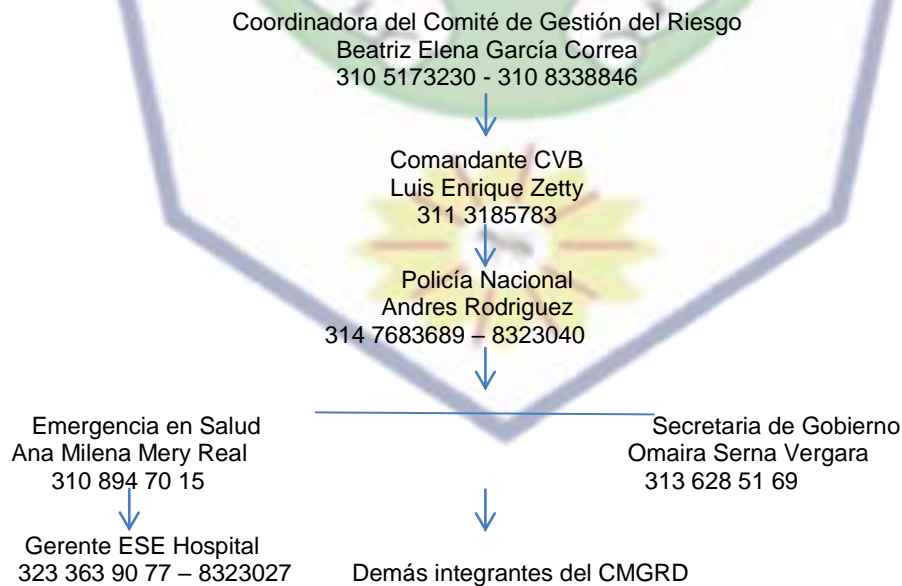 Coordinadora del Comité de Gestión del Riesgo
Beatriz Elena García Correa
310 5173230 - 310 8338846
Comandante CVB
Luis Enrique Zetty
311 3185783
Policía Nacional
Andres Rodriguez
314 7683689 – 8323040
Emergencia en Salud
Ana Milena Mery Real
310 894 70 15
Secretaria de Gobierno
Omaira Serna Vergara
313 628 51 69
Gerente ESE Hospital
323 363 90 77 – 8323027
Demás integrantes del CMGRD